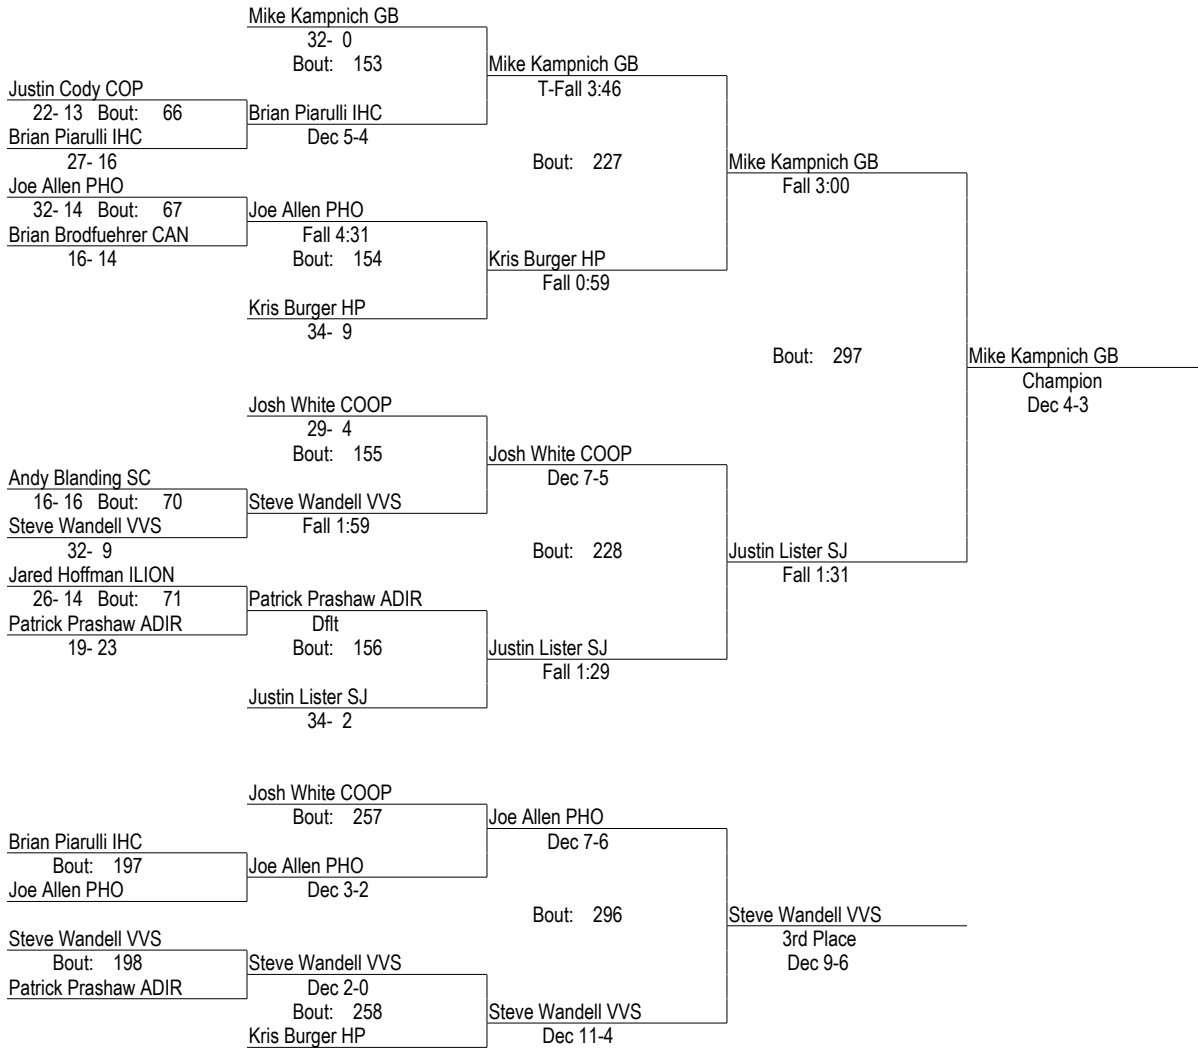 Mike Kampnich GB
32- 0
Bout: 153
Mike Kampnich GB
T-Fall 3:46
Justin Cody COP
22- 13 Bout: 66
Brian Piarulli IHC
Dec 5-4
Brian Piarulli IHC
27- 16
Bout: 227
Mike Kampnich GB
Fall 3:00
Joe Allen PHO
32- 14 Bout: 67
Joe Allen PHO
Fall 4:31
Brian Brodfuehrer CAN
16- 14
Bout: 154
Kris Burger HP
Fall 0:59
Kris Burger HP
34- 9
Bout: 297
Mike Kampnich GB
Champion
Dec 4-3
Josh White COOP
29- 4
Bout: 155
Josh White COOP
Dec 7-5
Andy Blanding SC
16- 16 Bout: 70
Steve Wandell VVS
Fall 1:59
Steve Wandell VVS
32- 9
Bout: 228
Justin Lister SJ
Fall 1:31
Jared Hoffman ILION
26- 14 Bout: 71
Patrick Prashaw ADIR
Dflt
Patrick Prashaw ADIR
19- 23
Bout: 156
Justin Lister SJ
Fall 1:29
Justin Lister SJ
34- 2
Josh White COOP
Bout: 257
Joe Allen PHO
Dec 7-6
Brian Piarulli IHC
Bout: 197
Joe Allen PHO
Dec 3-2
Joe Allen PHO
Bout: 296
Steve Wandell VVS
3rd Place
Dec 9-6
Steve Wandell VVS
Bout: 198
Steve Wandell VVS
Dec 2-0
Patrick Prashaw ADIR
Bout: 258
Steve Wandell VVS
Dec 11-4
Kris Burger HP